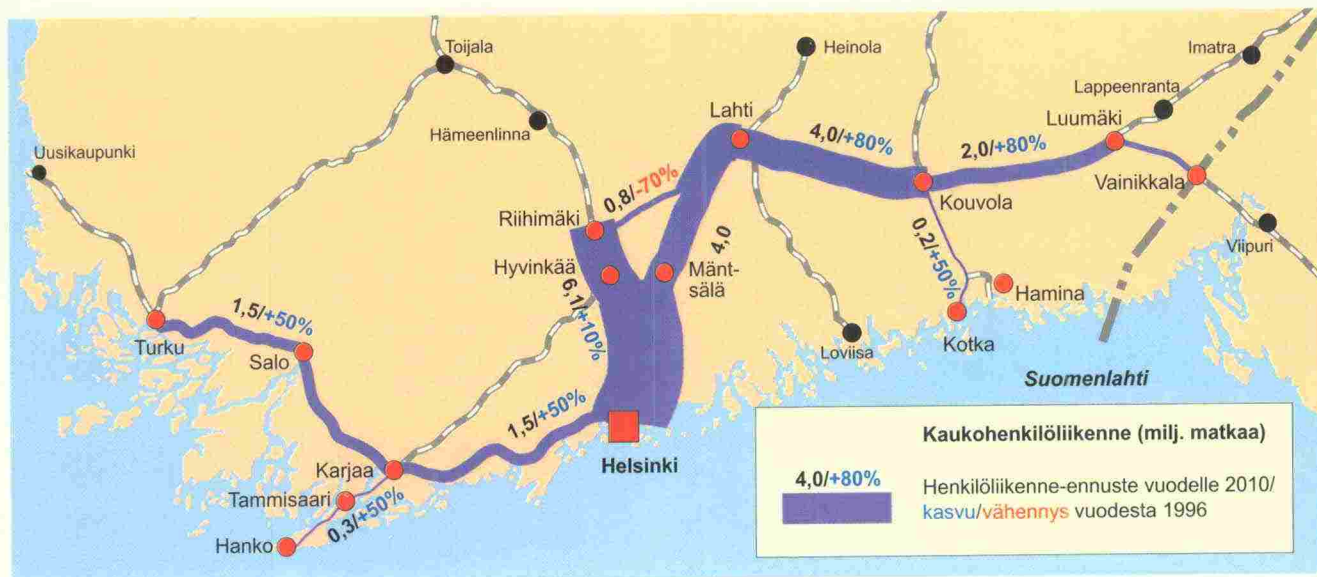 Toijala
Heinola
Imatra
Lappeenranta
Hämeenlinna
Lahti
4,0/+80%
Luumäki
2,0/+80%
Uusikaupunki
0,8/-70%
Vainikkala
Kouvola
Riihimäki
4,0
0,2/+50%
Viipuri
Hyvinkää
Mänt-
sälä
6,1/+10%
Hamina
1,5/+50%
Turku
Salo
Loviisa
Kotka
Suomenlahti
1,5/+50%
Helsinki
Karjaa
Tammisaari
0,3/+50%
Hanko
Kaukohenkilöliikenne (milj. matkaa)
4,0/+80%
Henkilöliikenne-ennuste vuodelle 2010/
kasvu/vähennys vuodesta 1996